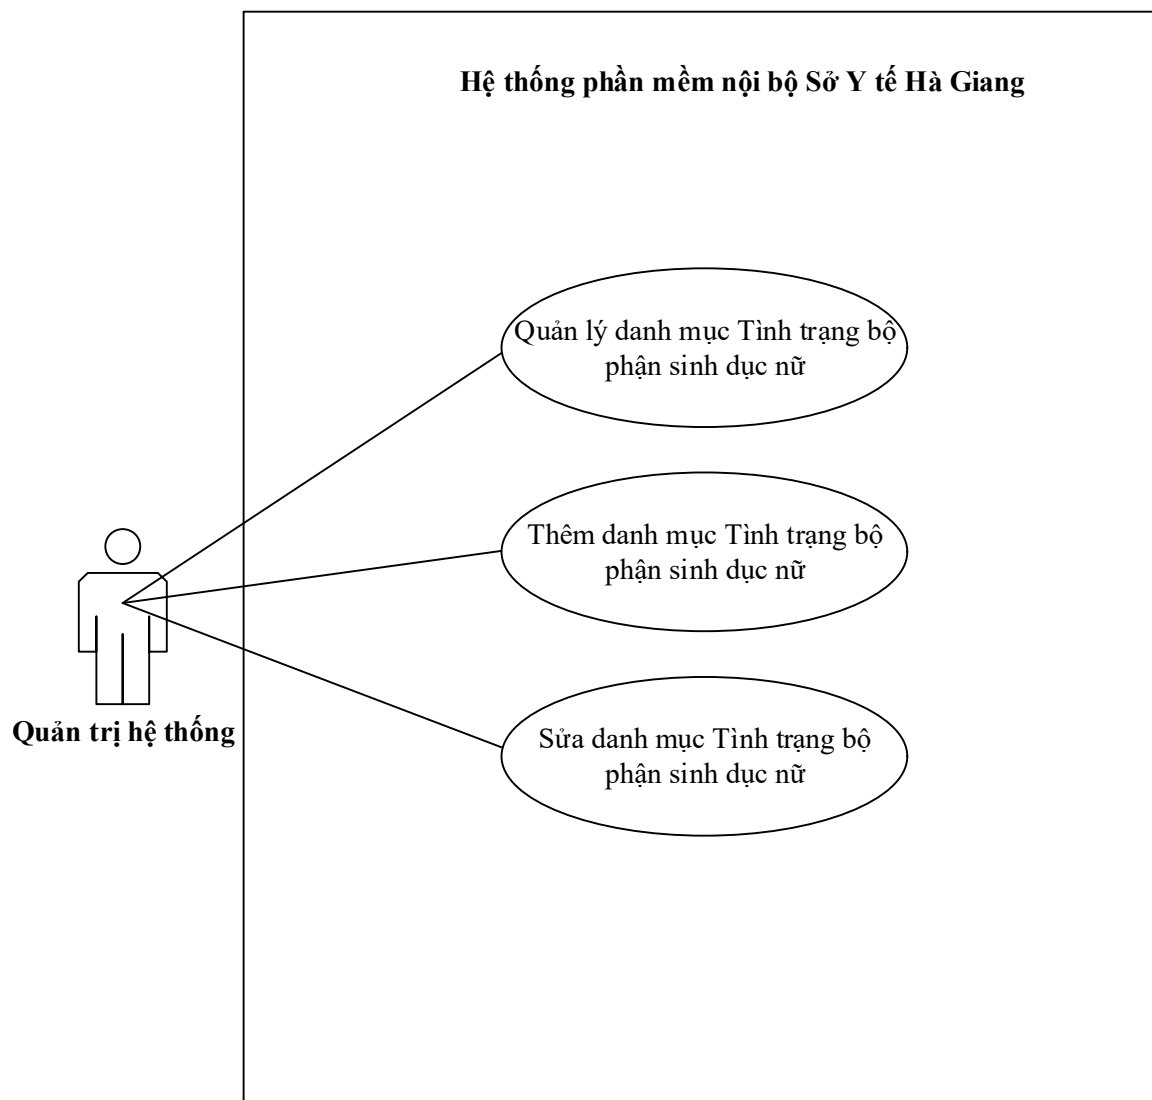 Hệ thống phần mềm nội bộ Sở Y tế Hà Giang
Quản lý danh mục Tình trạng bộ
phận sinh dục nữ
Thêm danh mục Tình trạng bộ
phận sinh dục nữ
Quản trị hệ thống
Sửa danh mục Tình trạng bộ
phận sinh dục nữ